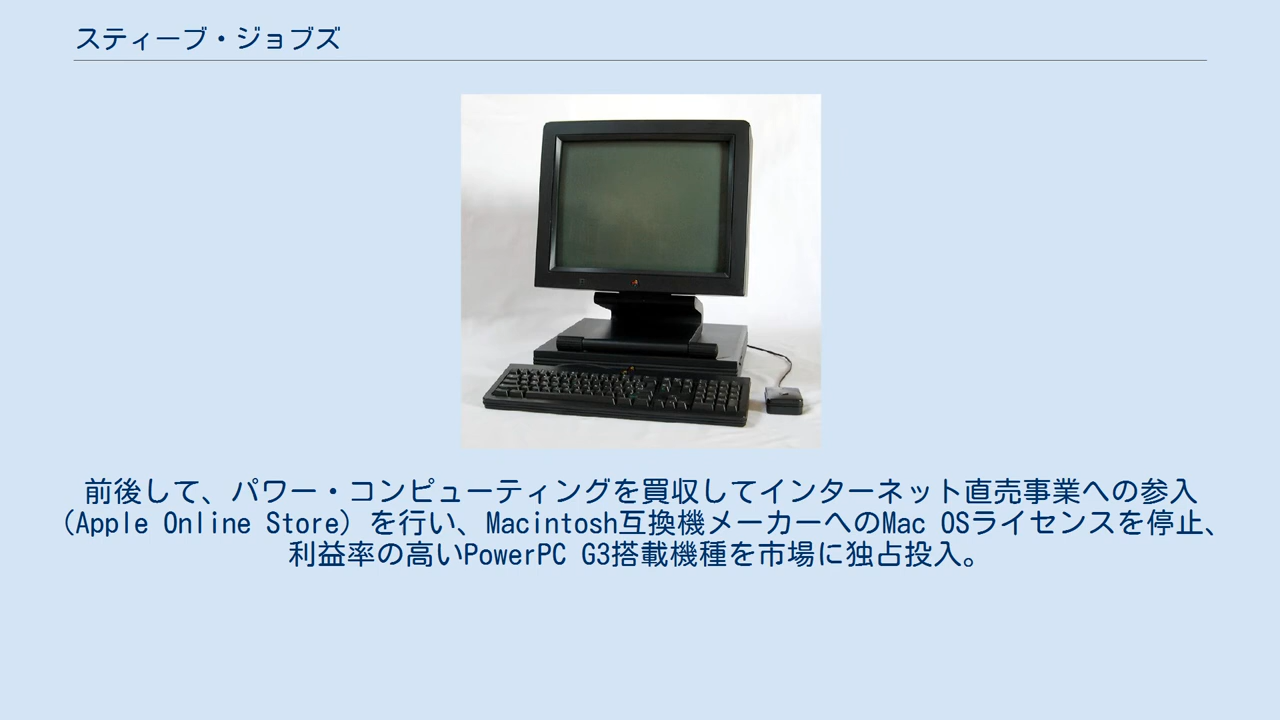 スティーブ・ジョブズ
前後して、パワー・コンピューティングを買収してインターネット直売事業への参入
（Apple Online Store）を行い、Macintosh互換機メーカーへのMac OSライセンスを停止、
利益率の高いPowerPC G3搭載機種を市場に独占投入。